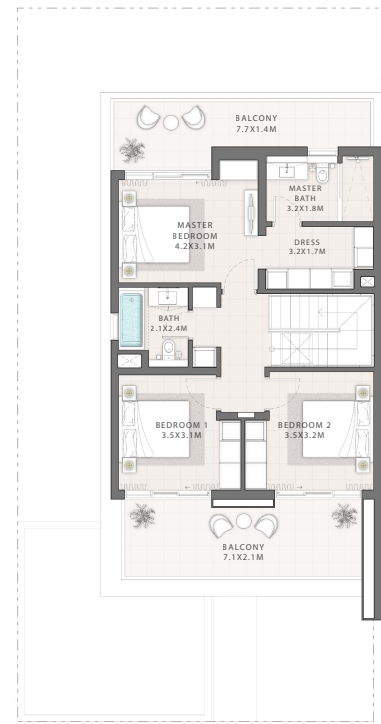 BALCONY
7.7X1.4M
MASTER
BATH
3.2X1.8M
MASTER
BEDROOM
4.2X3.1M
DRESS
3.2X1.7M
BATH
2.1X2.4M
BEDROOM 1
3.5X3.1M
BEDROOM 2
3.5X3.2M
BALCONY
7.1X2.1M